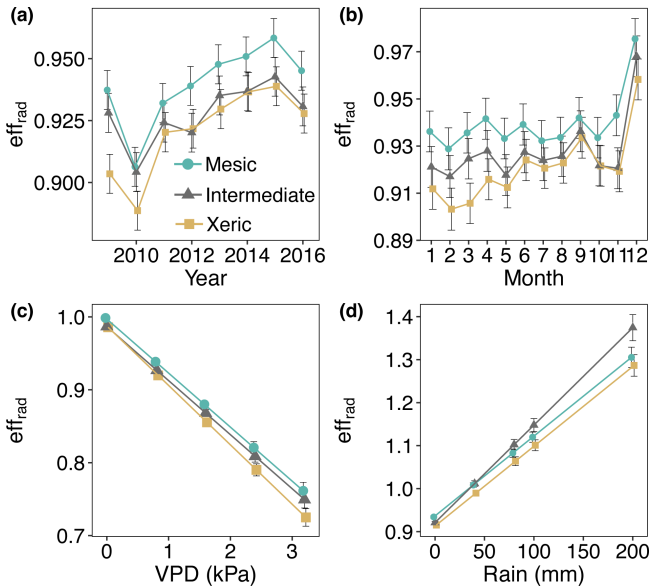 (a)
0.950
0.925
0.900
eff_rad
Mesic
Intermediate
Xeric
2010 2012 2014 2016
Year
(b)
0.97
0.95
0.93
0.91
0.89
eff_rad
1 2 3 4 5 6 7 8 9 10 11 12
Month
(c)
1.0
0.9
0.8
0.7
eff_rad
0 1 2 3
VPD (kPa)
(d)
1.4
1.3
1.2
1.1
1.0
0.9
eff_rad
0 50 100 150 200
Rain (mm)